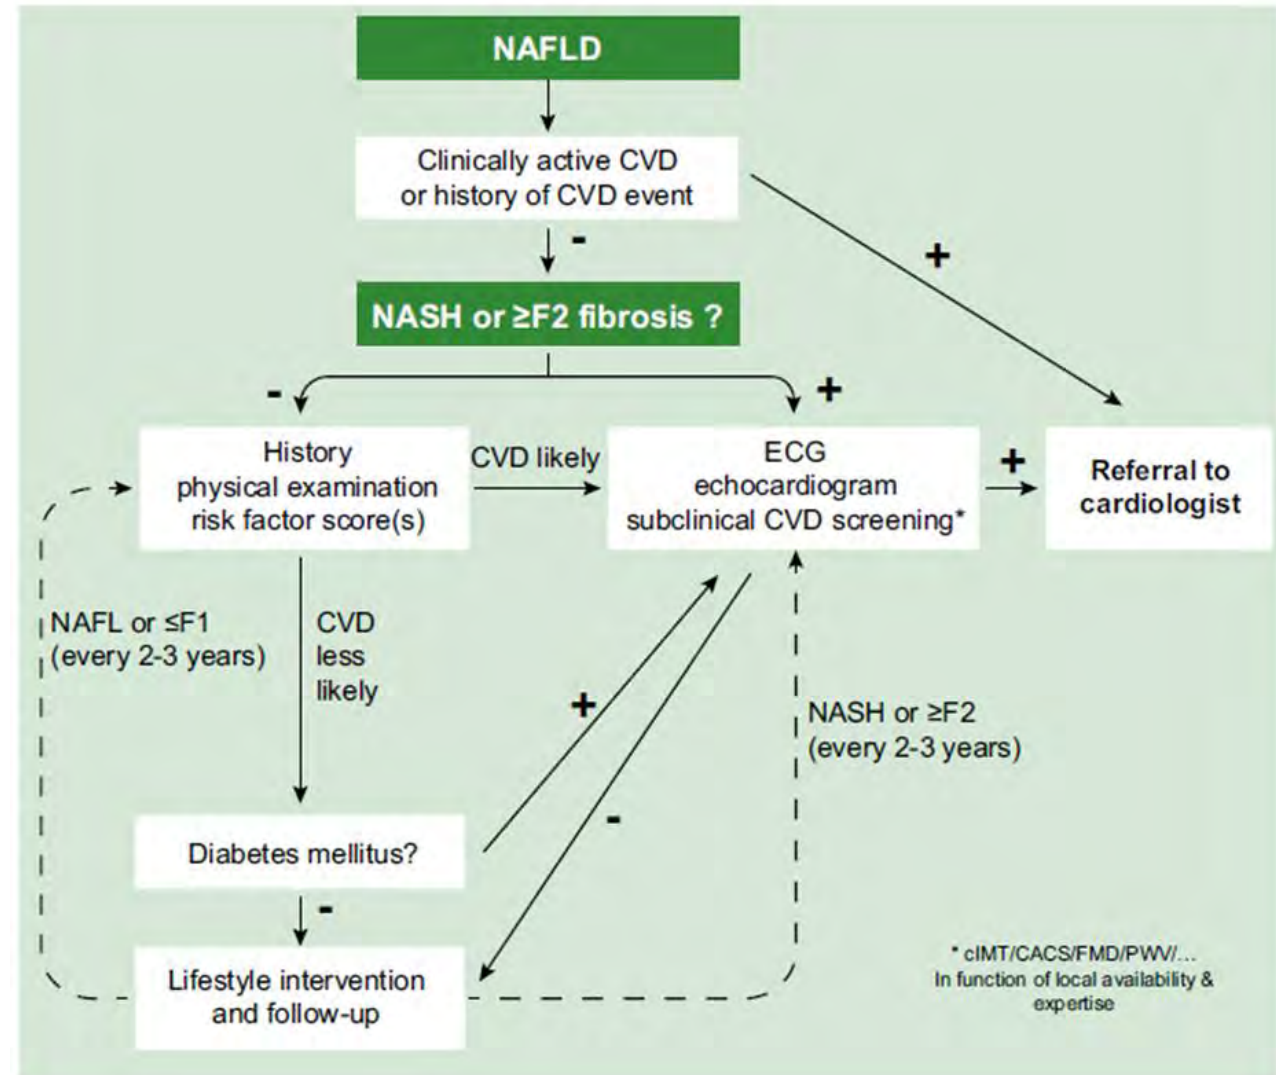 NAFLD
Clinically active CVD
or history of CVD event
+
-
NASH or ≥F2 fibrosis ?
-
+
History
physical examination
risk factor score(s)
CVD likely
ECG
echocardiogram
subclinical CVD screening*
+
Referral to
cardiologist
NAFL or ≤F1
(every 2-3 years)
CVD
less
likely
+
-
NASH or ≥F2
(every 2-3 years)
Diabetes mellitus?
-
Lifestyle intervention
and follow-up
* cIMT/CACS/FMD/PWV/...
In function of local availability &
expertise